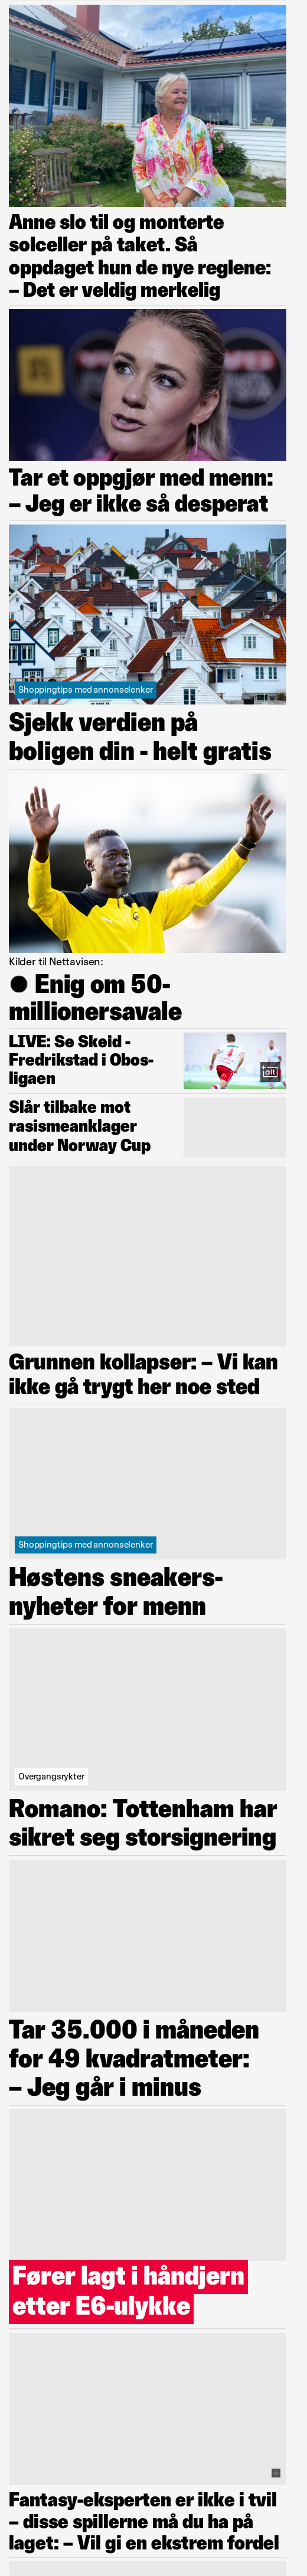 Anne slo til og monterte
solceller på taket. Så
oppdaget hun de nye reglene:
– Det er veldig merkelig
Tar et oppgjør med menn:
– Jeg er ikke så desperat
Shoppingtips med annonselenker
Sjekk verdien på
boligen din - helt gratis
Kilder til Nettavisen:
Enig om 50-
millionersavale
LIVE: Se Skeid -
Fredrikstad i Obos-
ligaen
+alt
Slår tilbake mot
rasismeanklager
under Norway Cup
Grunnen kollapser: – Vi kan
ikke gå trygt her noe sted
Shoppingtips med annonselenker
Høstens sneakers-
nyheter for menn
Overgangsrykter
Romano: Tottenham har
sikret seg storsignering
Tar 35.000 i måneden
for 49 kvadratmeter:
– Jeg går i minus
Fører lagt i håndjern
etter E6-ulykke
Fantasy-eksperten er ikke i tvil
– disse spillerne må du ha på
laget: – Vil gi en ekstrem fordel